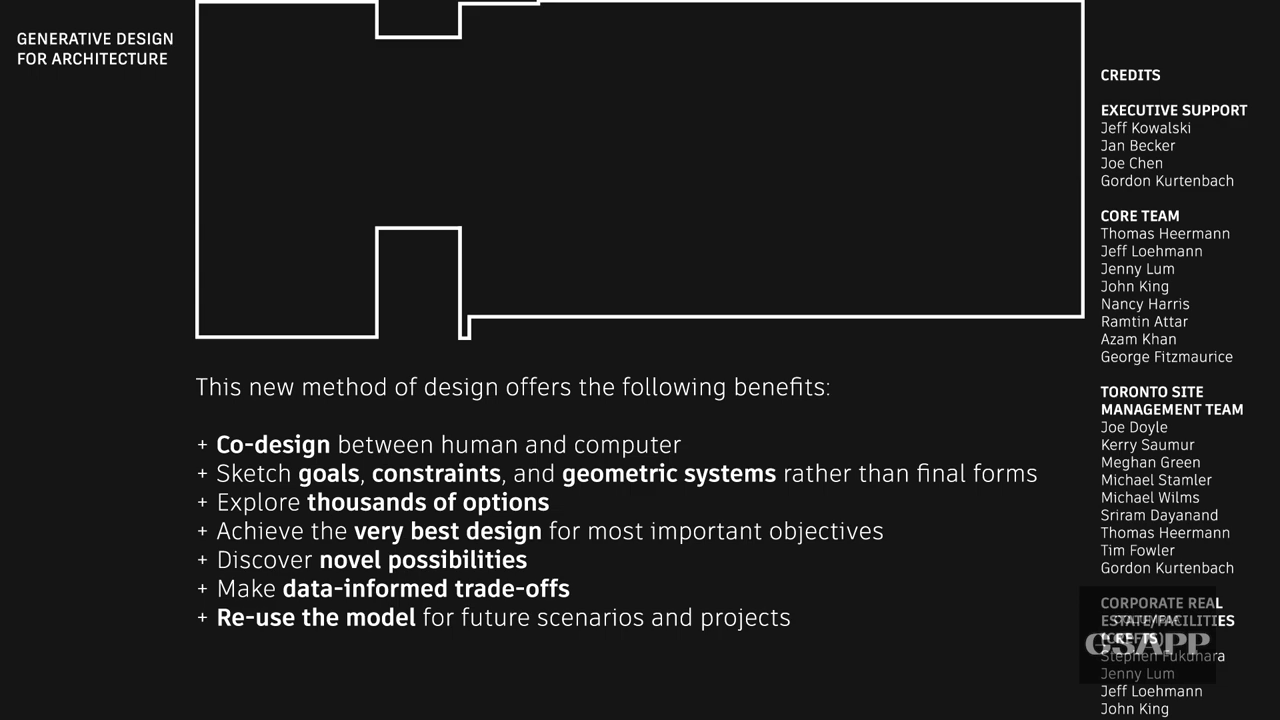 GENERATIVE DESIGN
FOR ARCHITECTURE
This new method of design offers the following benefits:
+ Co-design between human and computer
+ Sketch goals, constraints, and geometric systems rather than final forms
+ Explore thousands of options
+ Achieve the very best design for most important objectives
+ Discover novel possibilities
+ Make data-informed trade-offs
+ Re-use the model for future scenarios and projects
CREDITS
EXECUTIVE SUPPORT
Jeff Kowalski
Jan Becker
Joe Chen
Gordon Kurtenbach
CORE TEAM
Thomas Heermann
Jeff Loehmann
Jenny Lum
John King
Nancy Harris
Ramtin Attar
Azam Khan
George Fitzmaurice
TORONTO SITE
MANAGEMENT TEAM
Joe Doyle
Kerry Saumur
Meghan Green
Michael Stamler
Michael Wilms
Sriram Dayanand
Thomas Heermann
Tim Fowler
Gordon Kurtenbach
CORPORATE REAL
ESTATE/FACILITIES
GSAPP
Stephen Fukuhara
Jenny Lum
Jeff Loehmann
John King